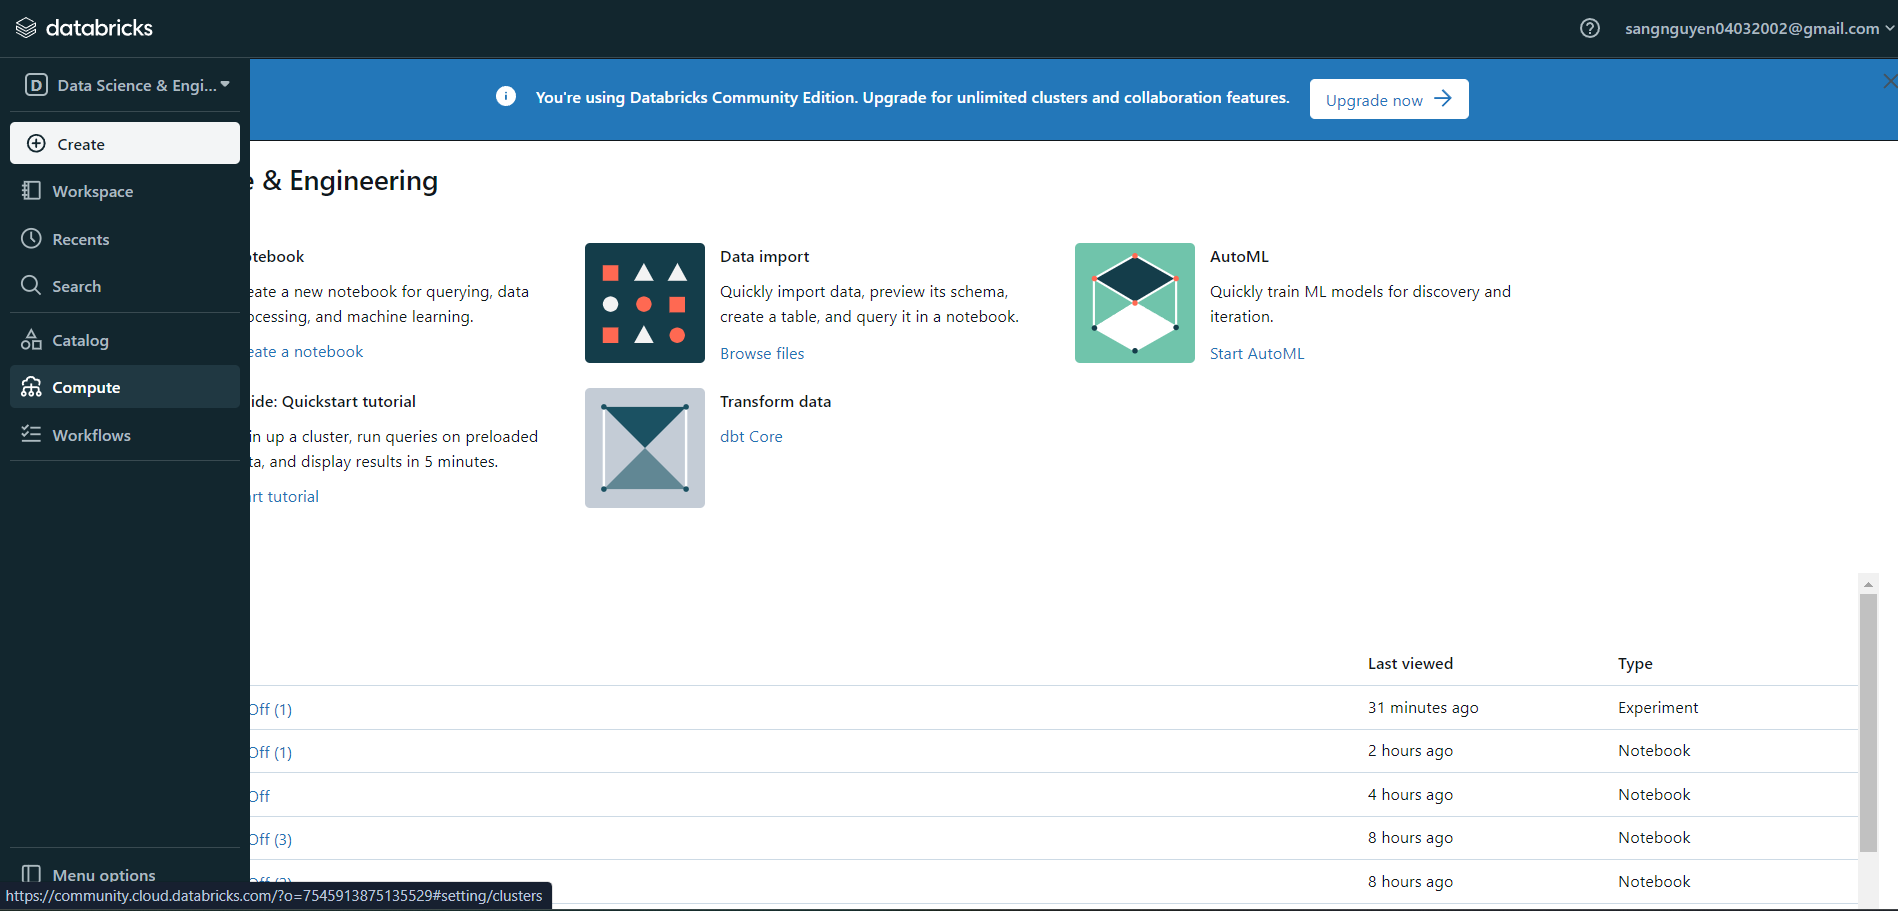 databricks
sangnguyen04032002@gmail.com
D Data Science & Engi...
You're using Databricks Community Edition. Upgrade for unlimited clusters and collaboration features.
Upgrade now
Create
Workspace
Recents
Search
Catalog
Compute
Workflows
Menu options
& Engineering
tebook
eate a new notebook for querying, data
cessing, and machine learning.
eate a notebook
Data import
Quickly import data, preview its schema,
create a table, and query it in a notebook.
Browse files
AutoML
Quickly train ML models for discovery and
iteration.
Start AutoML
ide: Quickstart tutorial
in up a cluster, run queries on preloaded
ta, and display results in 5 minutes.
rt tutorial
Transform data
dbt Core
Last viewed Type
Off (1) 31 minutes ago Experiment
Off (1) 2 hours ago Notebook
Off 4 hours ago Notebook
Off (3) 8 hours ago Notebook
8 hours ago Notebook
https://community.cloud.databricks.com/?o=7545913875135529#setting/clusters